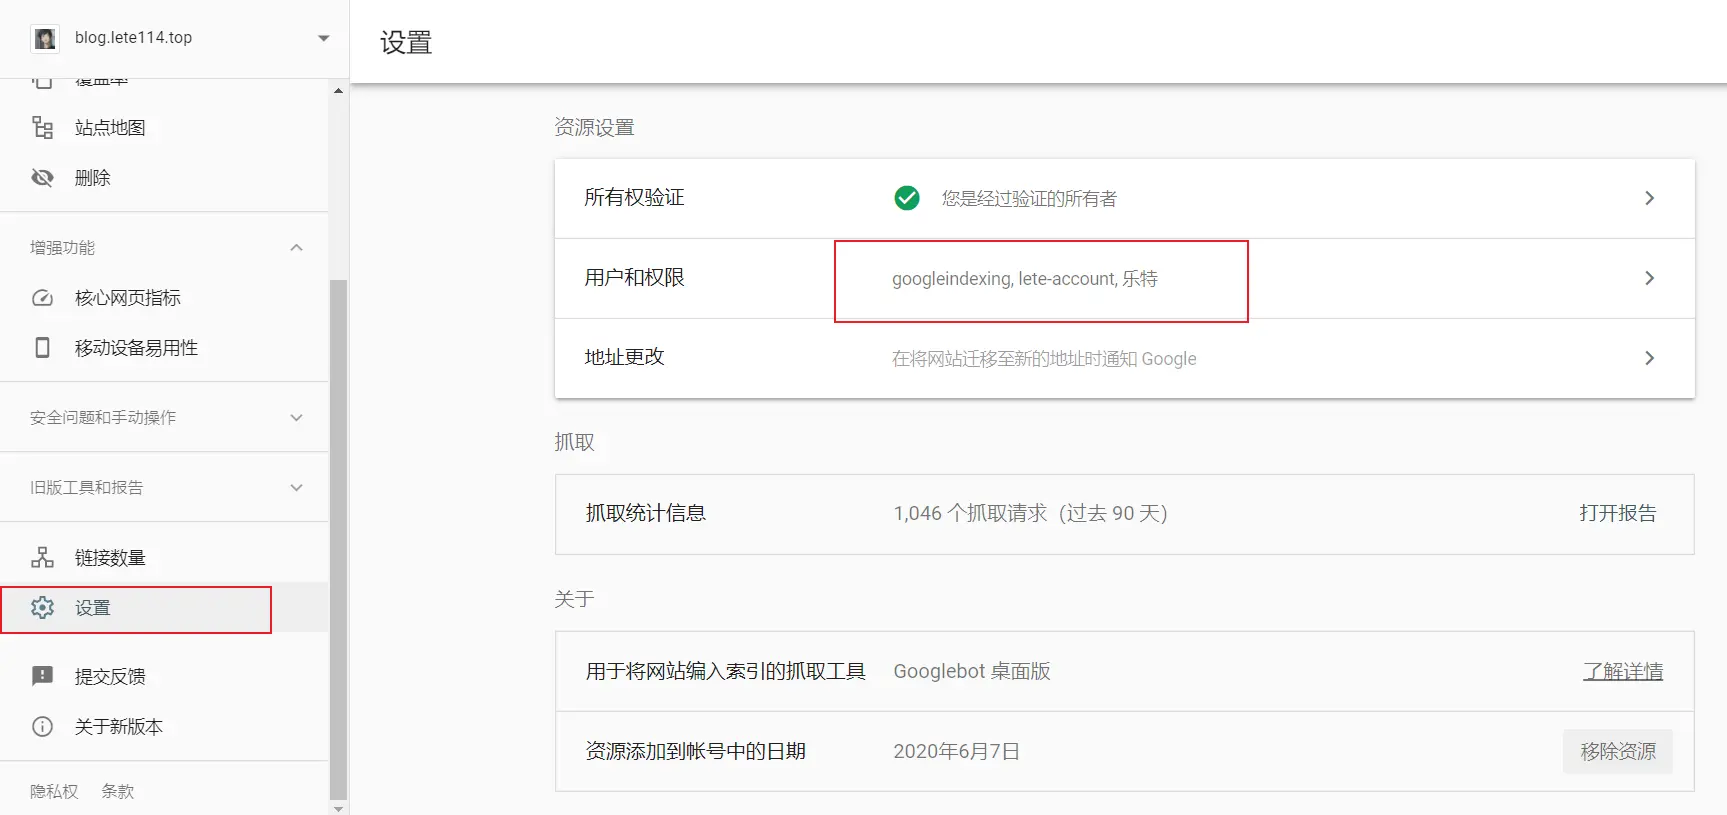 blog.lete114.top
覆盖率
站点地图
删除
增强功能
核心网页指标
移动设备易用性
安全问题和手动操作
旧版工具和报告
链接数量
设置
提交反馈
关于新版本
隐私权 条款
设置
资源设置
所有权验证 您是经过验证的所有者
用户和权限 googleindexing, lete-account, 乐特
地址更改 在将网站迁移至新的地址时通知 Google
抓取
抓取统计信息 1,046 个抓取请求（过去 90 天） 打开报告
关于
用于将网站编入索引的抓取工具 Googlebot 桌面版 了解详情
资源添加到帐号中的日期 2020年6月7日 移除资源